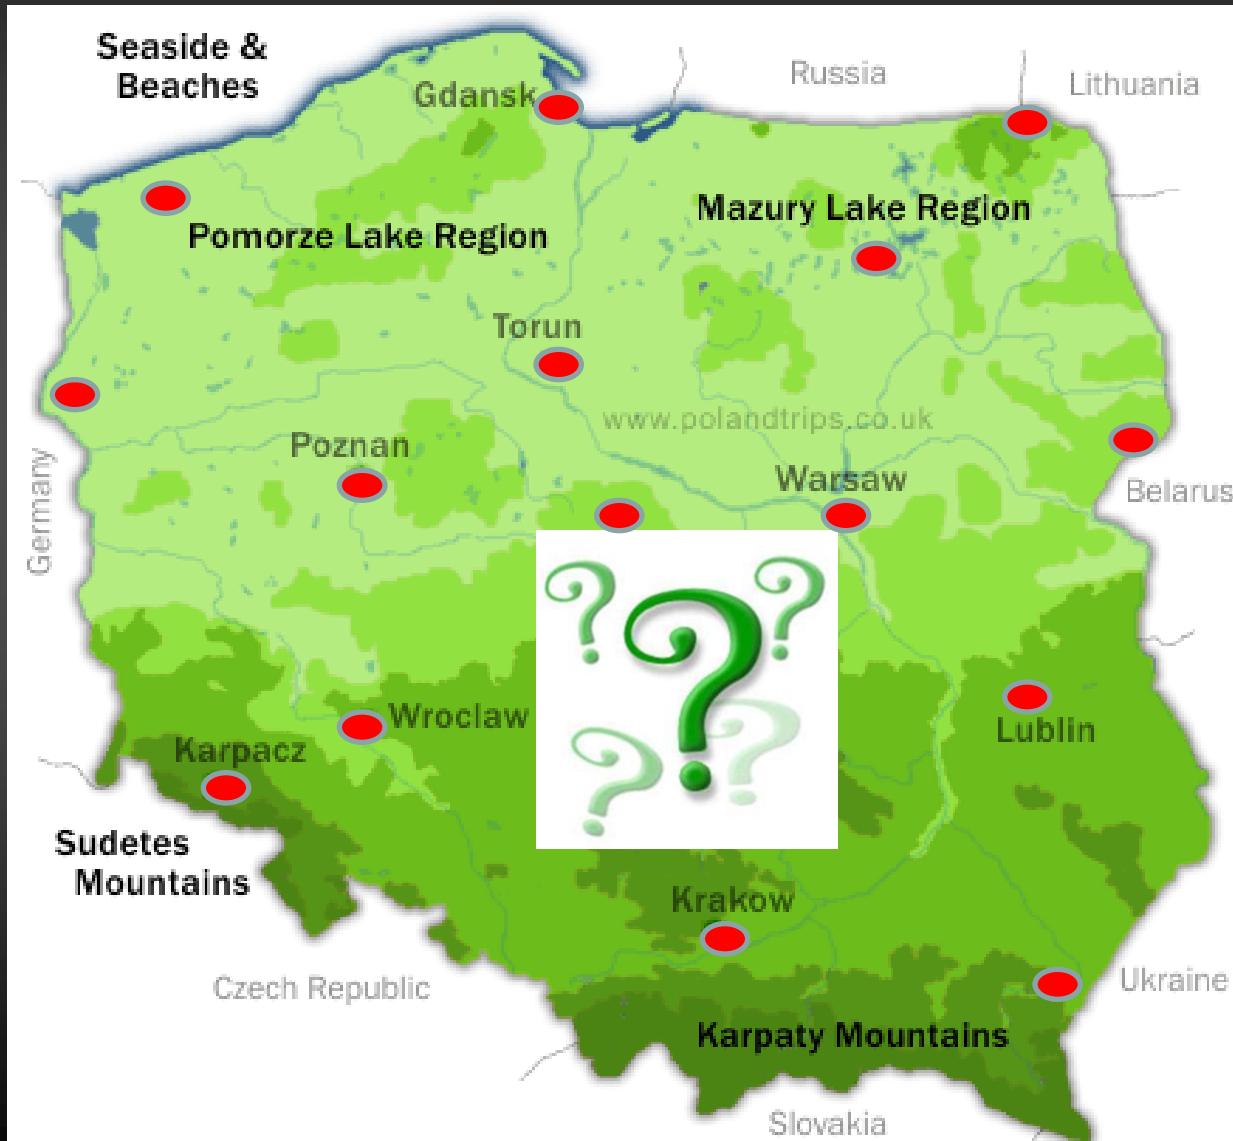 Seaside &
Beaches
Gdansk
Russia
Lithuania
Mazury Lake Region
Pomorze Lake Region
Torun
www.polandtrips.co.uk
Poznan
Warsaw
Germany
Belarus
? ? ?
? ?
Wroclaw
Lublin
Karpacz
Sudetes
Mountains
Krakow
Czech Republic
Ukraine
Karpaty Mountains
Slovakia